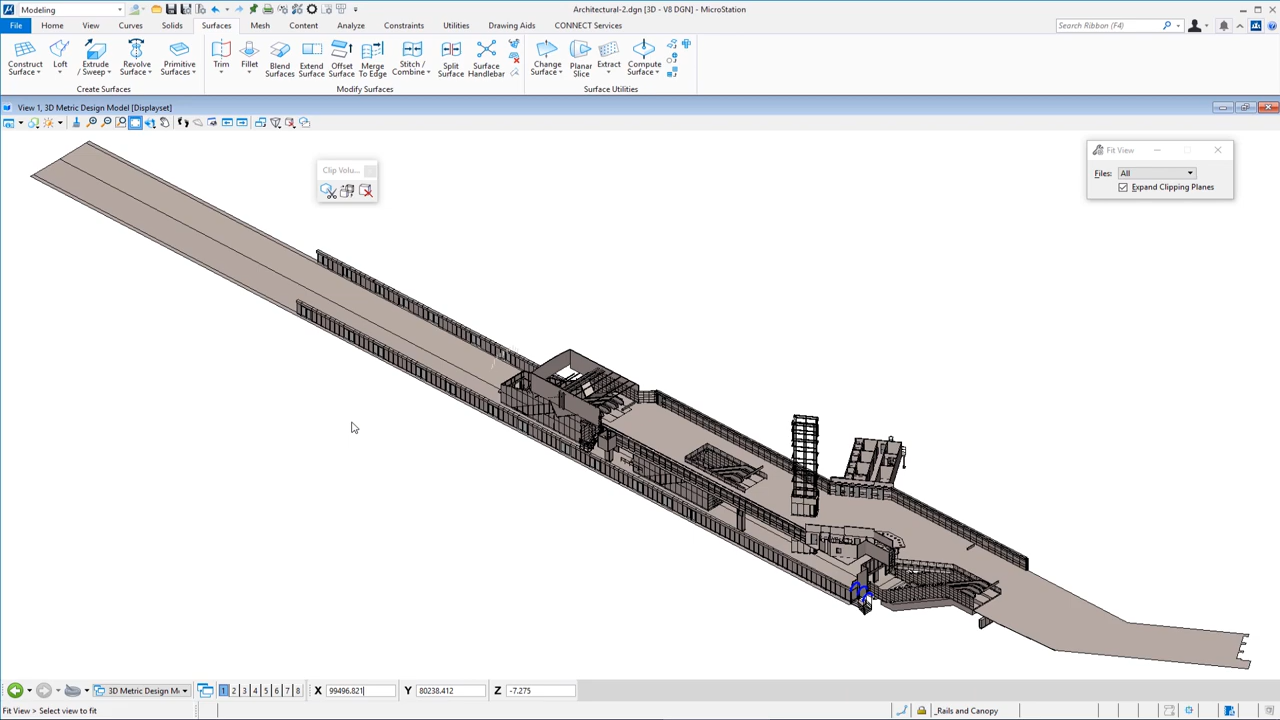 Modeling
Architectural-2.dgn [3D - V8 DGN] - MicroStation
File Home View Curves Solids Surfaces Mesh Content Analyze Constraints Utilities Drawing Aids CONNECT Services
Search Ribbon (F4)
Construct Surface
Loft
Extrude / Sweep
Revolve Surface
Primitive Surfaces
Trim
Fillet
Blend Surfaces
Extend Surface
Offset Surface
Merge To Edge
Stitch / Combine
Split Surface
Surface Handlebar
Change Surface
Planar Slice
Extract
Compute Surface
Create Surfaces
Modify Surfaces
Surface Utilities
View 1, 3D Metric Design Model [Displayset]
Clip Volu...
Fit View
Files: All
Expand Clipping Planes
3D Metric Design M
1 2 3 4 5 6 7 8
X 99496.821
Y 80238.412
Z -7.275
Fit View > Select view to fit
_Rails and Canopy